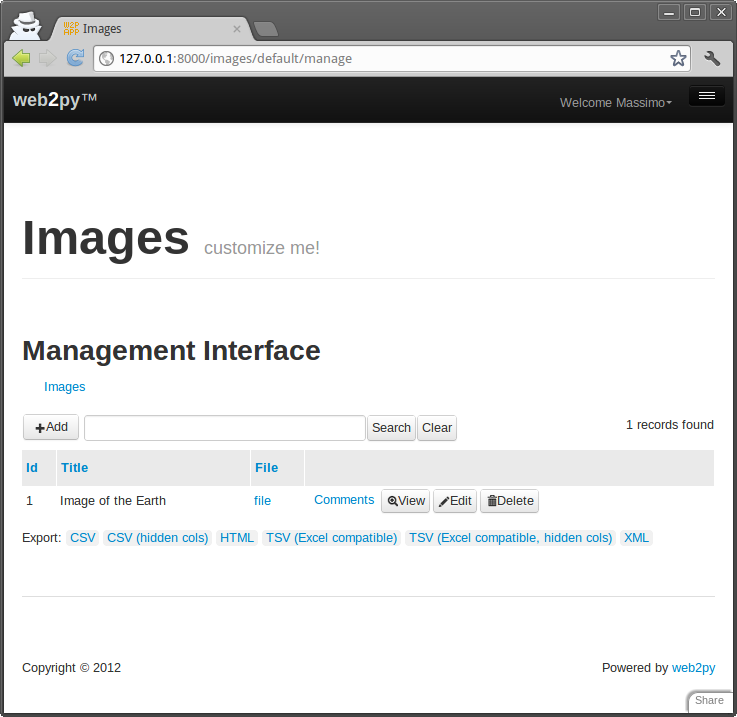 W2P APP Images
127.0.0.1:8000/images/default/manage
web2py™ Welcome Massimo
Images customize me!
Management Interface
Images
Add Search Clear 1 records found
Id Title File
1 Image of the Earth file Comments View Edit Delete
Export: CSV CSV (hidden cols) HTML TSV (Excel compatible) TSV (Excel compatible, hidden cols) XML
Copyright © 2012 Powered by web2py
Share